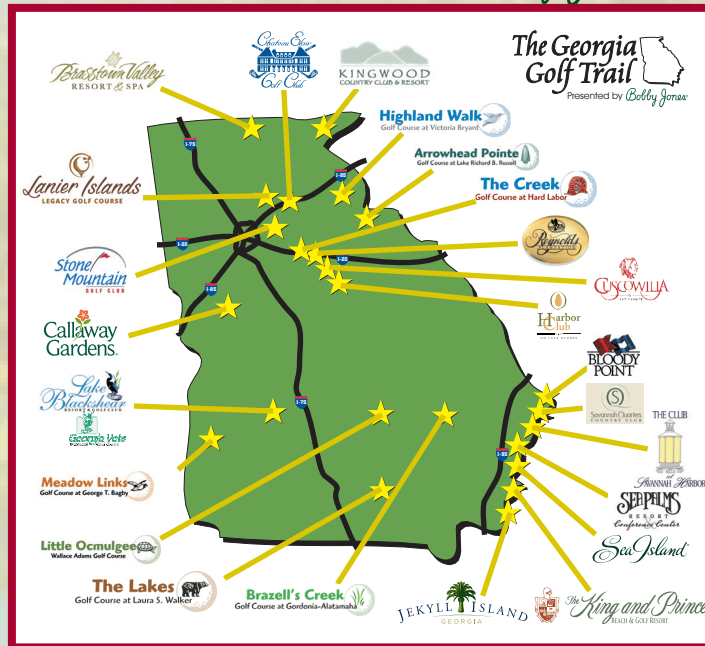 Brasstown Valley
RESORT & SPA
Chateau Elan
Golf Club
KINGWOOD
COUNTRY CLUB & RESORT
The Georgia
Golf Trail
Presented by Bobby Jones
Highland Walk
Golf Course at Victoria Bryant
Arrowhead Pointe
Golf Course at Lake Richard B. Russell
The Creek
Golf Course at Hard Labor
Lanier Islands
LEGACY GOLF COURSE
Reynolds
Stone
Mountain
GOLF CLUB
CUSCOWILLA
Harbor
Club
Callaway
Gardens
BLOODY
POINT
Lake
Blackshear
RESORT & GOLF CLUB
Georgia Vets
S
Savannah Quarters
COUNTRY CLUB
THE CLUB
at
SAVANNAH HARBOR
Meadow Links
Golf Course at George T. Bagby
SEA PALMS
RESORT
Conference Center
Little Ocmulgee
Wallace Adams Golf Course
Sea Island
The Lakes
Golf Course at Laura S. Walker
Brazell's Creek
Golf Course at Gordonia-Alatamaha
JEKYLL ISLAND
GEORGIA
The King and Prince
BEACH & GOLF RESORT
I-75
I-85
I-20
I-20
I-85
I-75
I-95